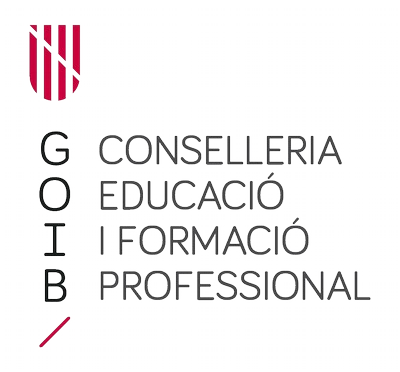 G CONSELLERIA
O EDUCACIÓ
I I FORMACIÓ
B PROFESSIONAL
/